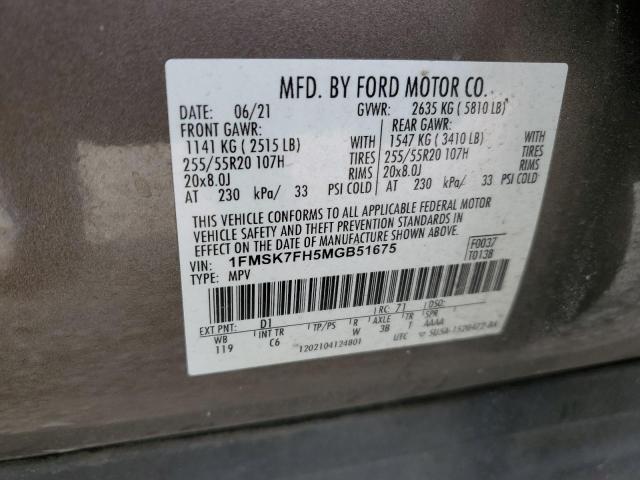 MFD. BY FORD MOTOR CO.
DATE: 06/21 GVWR: 2635 KG ( 5810 LB)
FRONT GAWR: REAR GAWR:
1141 KG ( 2515 LB) WITH 1547 KG ( 3410 LB) WITH
255/55R20 107H TIRES 255/55R20 107H TIRES
20x8.0J RIMS 20x8.0J RIMS
AT 230 kPa/ 33 PSI COLD AT 230 kPa/ 33 PSI COLD
THIS VEHICLE CONFORMS TO ALL APPLICABLE FEDERAL MOTOR
VEHICLE SAFETY AND THEFT PREVENTION STANDARDS IN
EFFECT ON THE DATE OF MANUFACTURE SHOWN ABOVE.
VIN: 1FMSK7FH5MGB51675 F0037
TYPE: MPV T0138
EXT PNT: D1 RC: 71 DSO:
WB INT TR TP/PS R AXLE TR SPR
119 C6 W 3B T AAAA
1202104124801 UTC